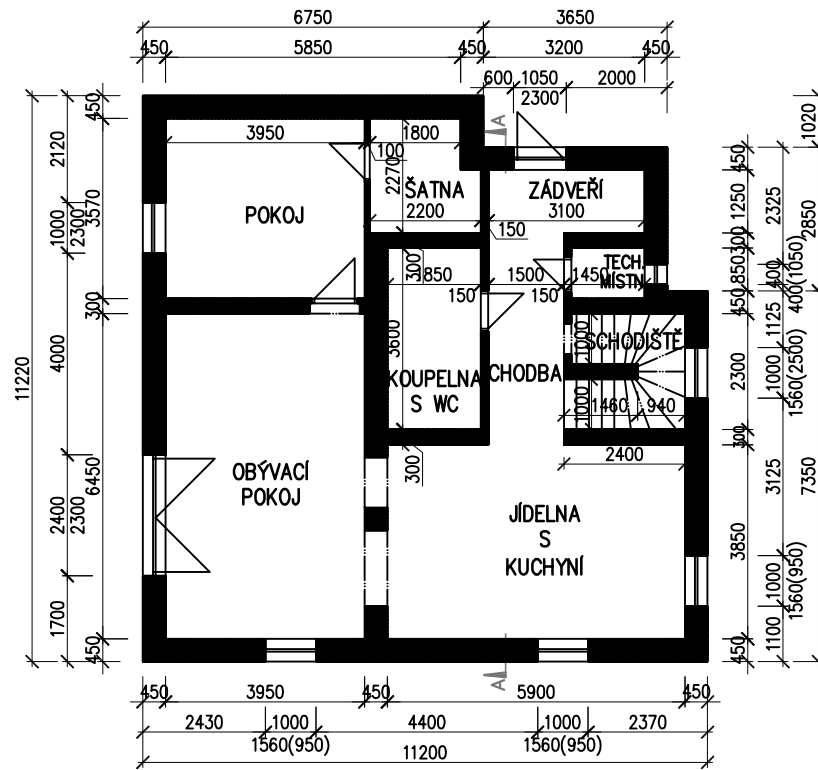 6750 3650
450 5850 450 3200 450
600 1050 2000
2300
A
3950 1800
100
2270
ŠATNA
ZÁDVEŘÍ
POKOJ
2200 3100
150
300
1850 1500 1450
TECH.
MÍSTN.
150 150
3600
1000
SCHODIŠTĚ
KOUPELNA
S WC
CHODBA
1000
1460 940
300
2400
OBÝVACÍ
POKOJ
JÍDELNA
S
KUCHYNÍ
A
11220
2120
1000
2300
4000
2400
2300
1700
450
3570
300
6450
450
450
1250
300
850
450
2300
300
3850
450
2325
400
400(1050)
1125
1000
1560(2500)
3125
1000
1560(950)
1100
1020
2850
7350
450 3950 450 5900 450
2430 1000 4400 1000 2370
1560(950) 1560(950)
11200